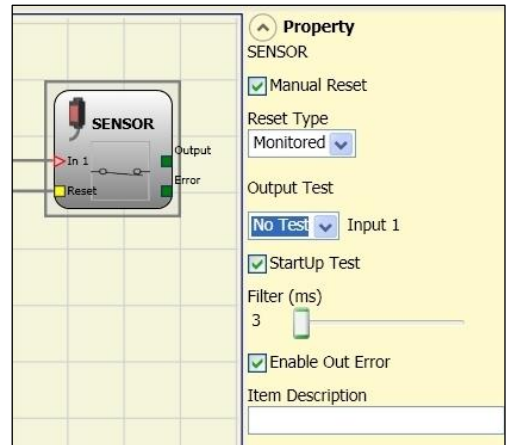 SENSOR
In 1
Reset
Output
Error
Property
SENSOR
Manual Reset
Reset Type
Monitored
Output Test
No Test Input 1
StartUp Test
Filter (ms)
3
Enable Out Error
Item Description